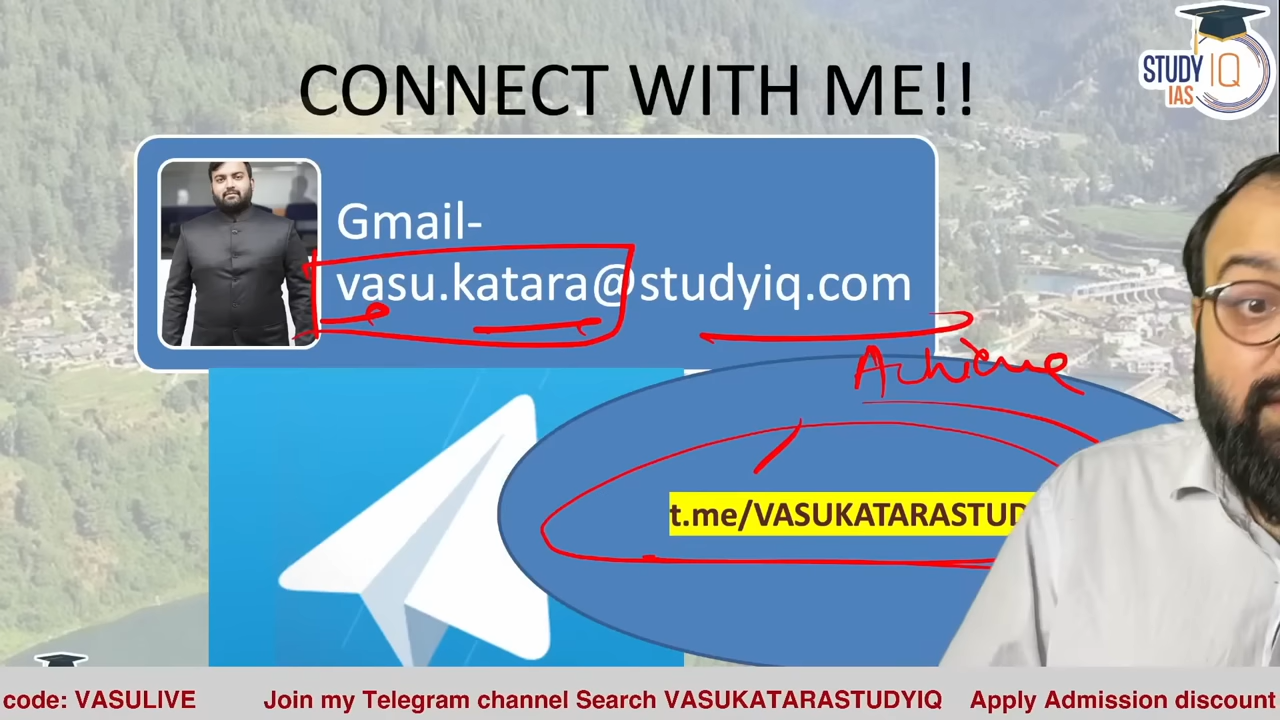 CONNECT WITH ME!!
STUDY IQ
IAS
Gmail-
vasu.katara@studyiq.com
Achieve
t.me/VASUKATARASTUD
code: VASULIVE Join my Telegram channel Search VASUKATARASTUDYIQ Apply Admission discount